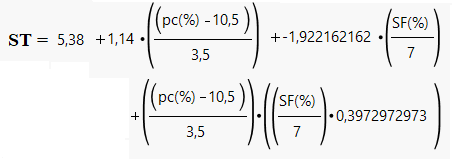 ST = 5,38 +1,14 • ((pc(%) – 10,5) / 3,5) +-1,922162162 • (SF(%) / 7)
+ ((pc(%) – 10,5) / 3,5) • ((SF(%) / 7) • 0,3972972973)